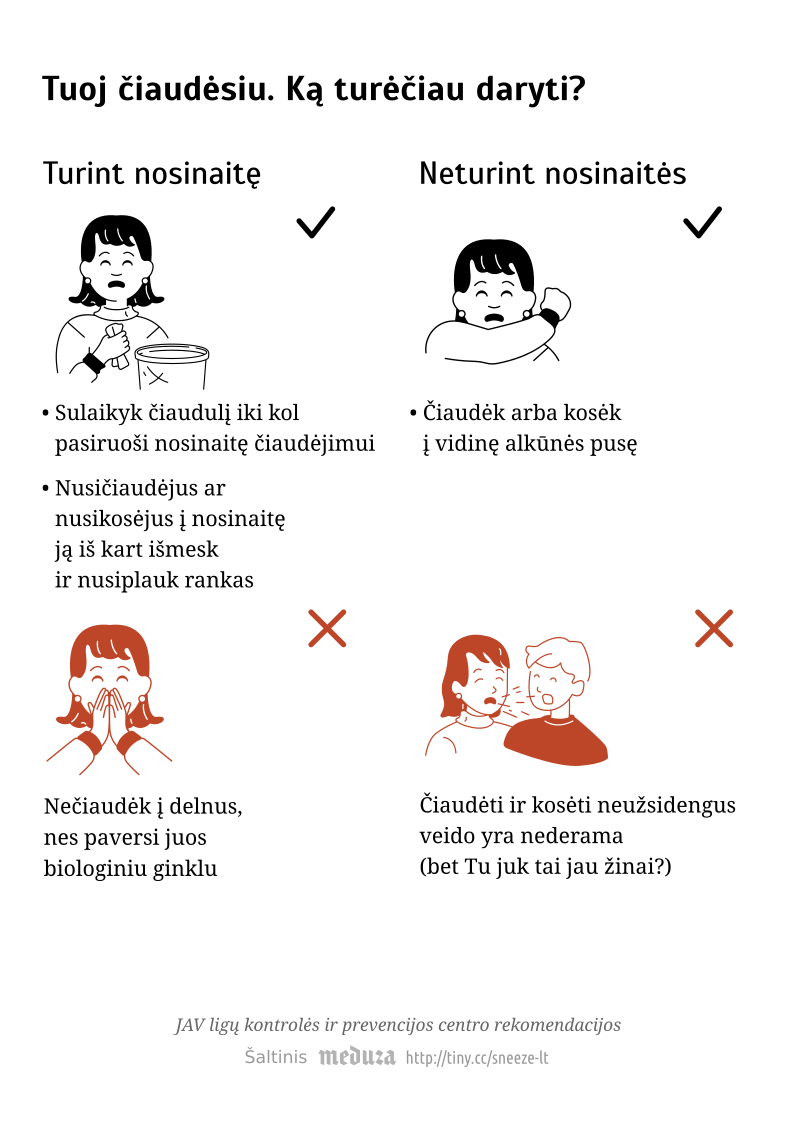 Tuoj čiaudėsiu. Ką turėčiau daryti?
Turint nosinaitę
• Sulaikyk čiaudulį iki kol
pasiruoši nosinaitę čiaudėjimui
• Nusičiaudėjus ar
nusikosėjus į nosinaitę
ją iš kart išmesk
ir nusiplauk rankas
Neturint nosinaitės
• Čiaudėk arba kosėk
į vidinę alkūnės pusę
Nečiaudėk į delnus,
nes paversi juos
biologiniu ginklu
Čiaudėti ir kosėti neužsidengus
veido yra nederama
(bet Tu juk tai jau žinai?)
JAV ligų kontrolės ir prevencijos centro rekomendacijos
Šaltinis meduza http://tiny.cc/sneeze-lt